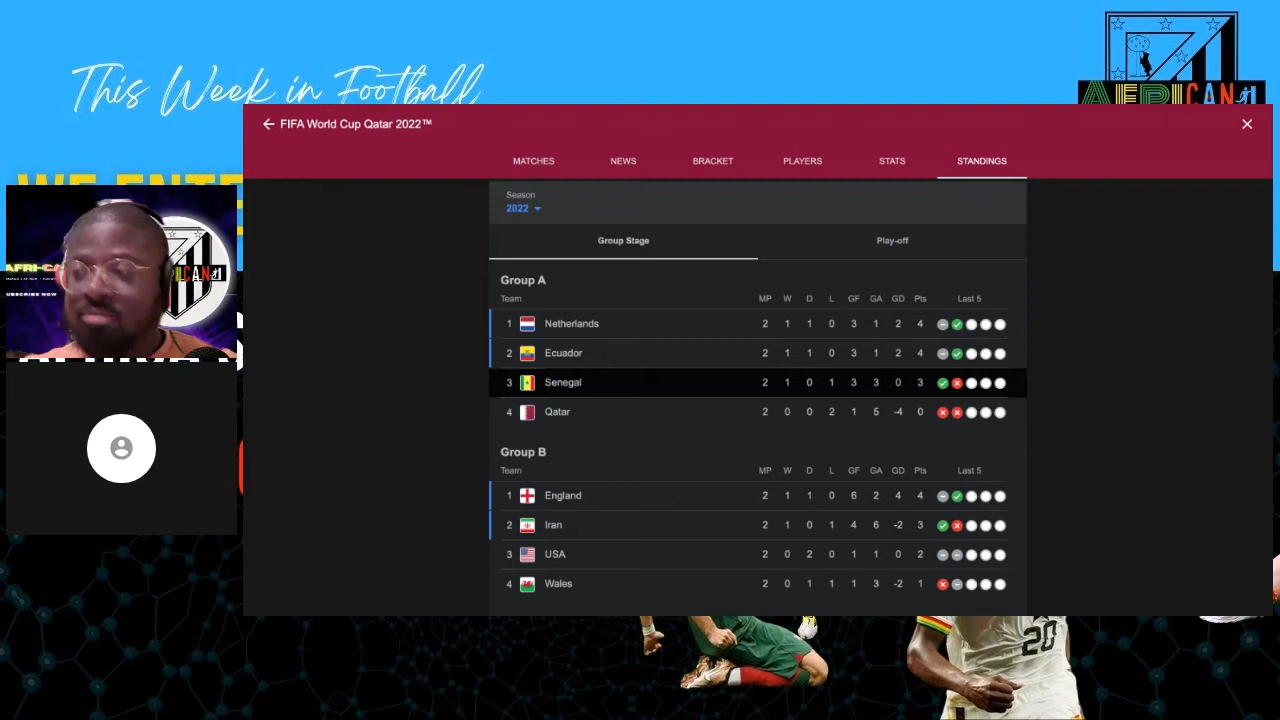 This Week in Football
AFRICAN
FIFA World Cup Qatar 2022™
MATCHES NEWS BRACKET PLAYERS STATS STANDINGS
Season
2022
Group Stage Play-off
Group A
Team MP W D L GF GA GD Pts Last 5
1 Netherlands 2 1 1 0 3 1 2 4
2 Ecuador 2 1 1 0 3 1 2 4
3 Senegal 2 1 0 1 3 3 0 3
4 Qatar 2 0 0 2 1 5 -4 0
Group B
Team MP W D L GF GA GD Pts Last 5
1 England 2 1 1 0 6 2 4 4
2 Iran 2 1 0 1 4 6 -2 3
3 USA 2 0 2 0 1 1 0 2
4 Wales 2 0 1 1 1 3 -2 1
SUBSCRIBE NOW
20